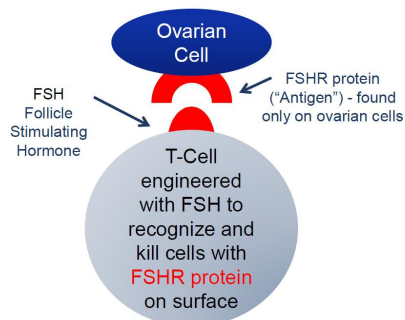 Ovarian
Cell
FSHR protein
(“Antigen”) - found
only on ovarian cells
FSH
Follicle
Stimulating
Hormone
T-Cell
engineered
with FSH to
recognize and
kill cells with
FSHR protein
on surface